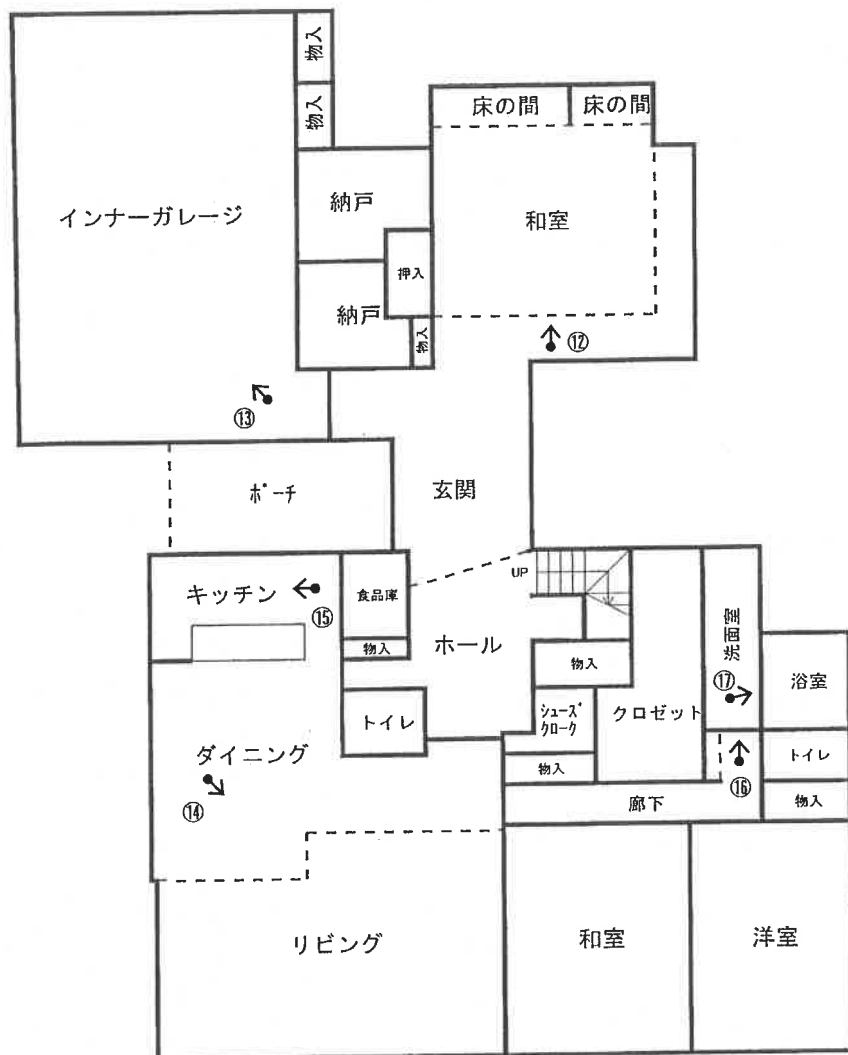 物入
物入
床の間
床の間
インナーガレージ
納戸
和室
押入
納戸
物入
⑫
⑬
ポーチ
玄関
キッチン
⑮
食品庫
UP
物入
ホール
物入
洗面室
⑰
浴室
トイレ
シューズ
クローク
クロゼット
ダイニング
⑭
物入
廊下
⑯
トイレ
物入
リビング
和室
洋室